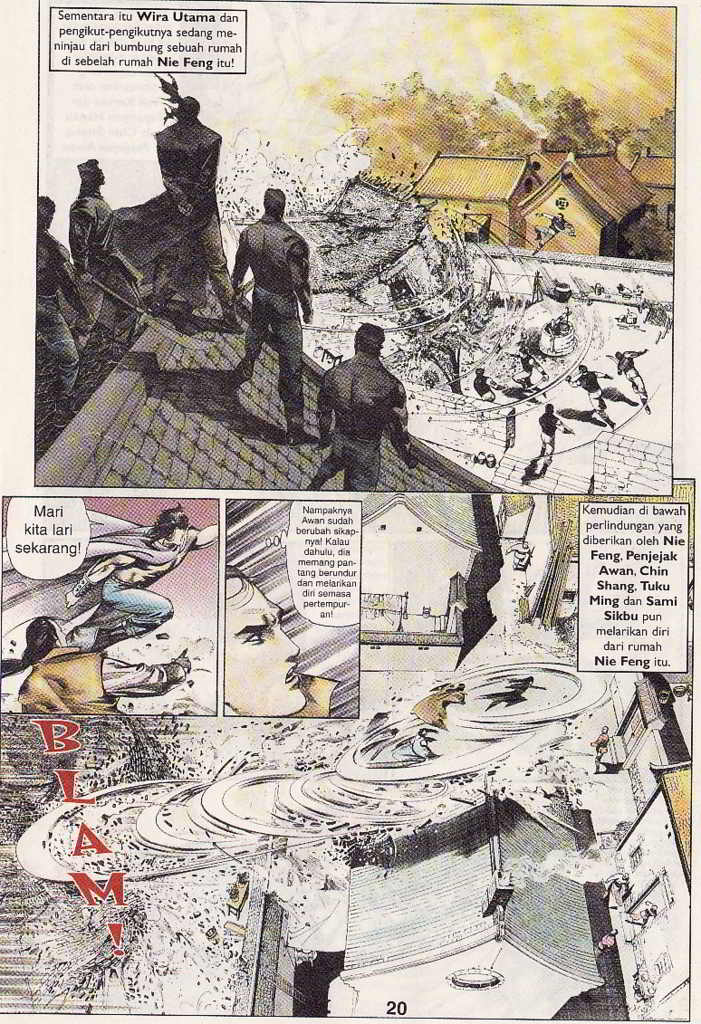 Sementara itu Wira Utama dan
pengikut-pengikutnya sedang me-
ninjau dari bumbung sebuah rumah
di sebelah rumah Nie Feng itu!
Mari
kita lari
sekarang!
Nampaknya
Awan sudah
berubah sikap-
nya! Kalau
dahulu, dia
memang pan-
tang berundur
dan melarikan
diri semasa
pertempur-
an!
Kemudian di bawah
perlindungan yang
diberikan oleh Nie
Feng, Penjejak
Awan, Chin
Shang, Tuku
Ming dan Sami
Sikbu pun
melarikan diri
dari rumah
Nie Feng itu.
BLAM!
20